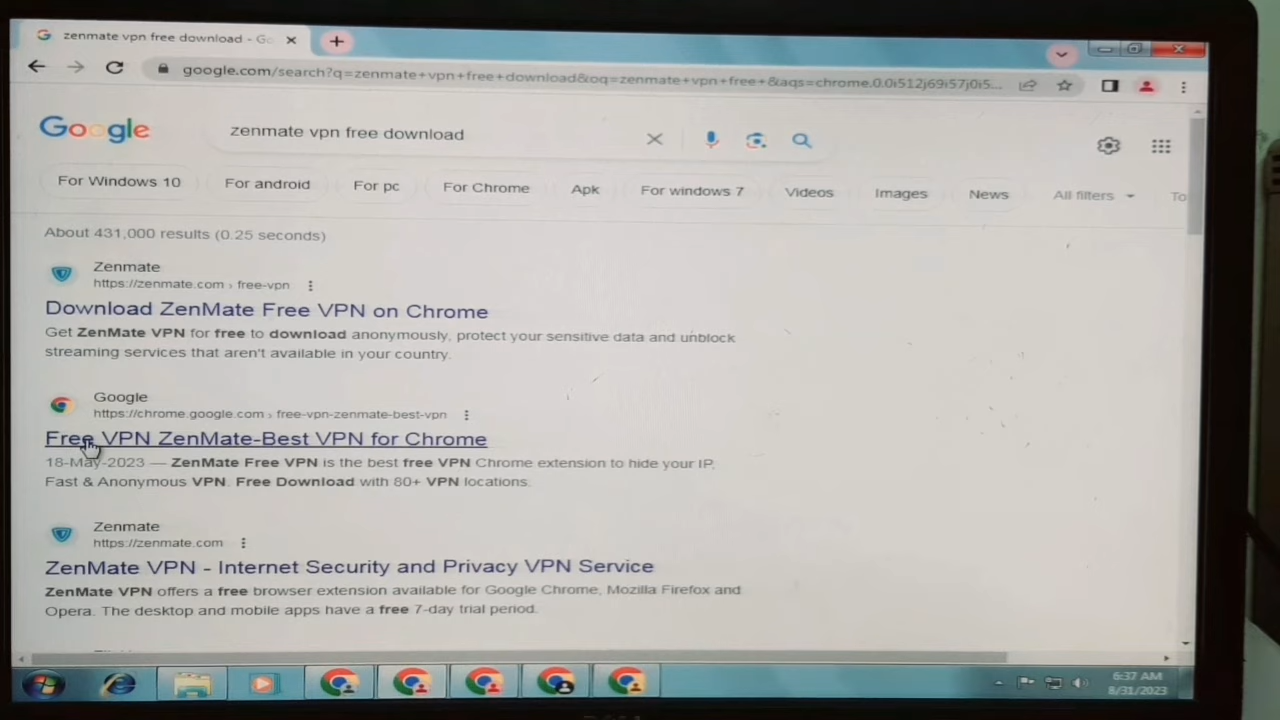 zenmate vpn free download - Go
google.com/search?q=zenmate+vpn+free+download&oq=zenmate+vpn+free+&aqs=chrome.0.0i512j69i57j0i5...
Google
zenmate vpn free download
For Windows 10 For android For pc For Chrome Apk For windows 7 Videos Images News All filters To
About 431,000 results (0.25 seconds)
Zenmate
https://zenmate.com › free-vpn
Download ZenMate Free VPN on Chrome
Get ZenMate VPN for free to download anonymously, protect your sensitive data and unblock
streaming services that aren't available in your country.
Google
https://chrome.google.com › free-vpn-zenmate-best-vpn
Free VPN ZenMate-Best VPN for Chrome
18-May-2023 — ZenMate Free VPN is the best free VPN Chrome extension to hide your IP.
Fast & Anonymous VPN. Free Download with 80+ VPN locations.
Zenmate
https://zenmate.com
ZenMate VPN - Internet Security and Privacy VPN Service
ZenMate VPN offers a free browser extension available for Google Chrome, Mozilla Firefox and
Opera. The desktop and mobile apps have a free 7-day trial period.
6:37 AM
8/31/2023